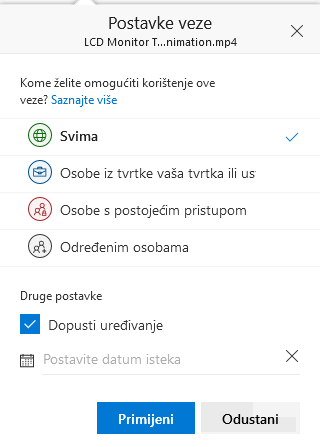 Postavke veze
LCD Monitor T...nimation.mp4
Kome želite omogućiti korištenje ove
veze? Saznajte više
Svima
Osobe iz tvrtke vaša tvrtka ili us
Osobe s postojećim pristupom
Određenim osobama
Druge postavke
Dopusti uređivanje
Postavite datum isteka
Primijeni
Odustani